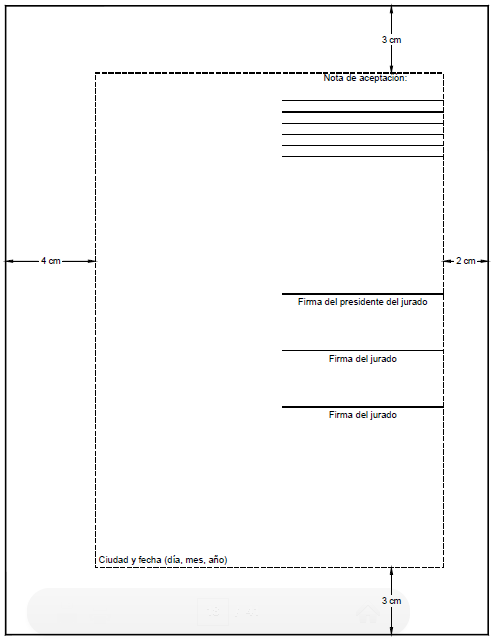 3 cm
Nota de aceptación:
4 cm
2 cm
Firma del presidente del jurado
Firma del jurado
Firma del jurado
Ciudad y fecha (día, mes, año)
3 cm